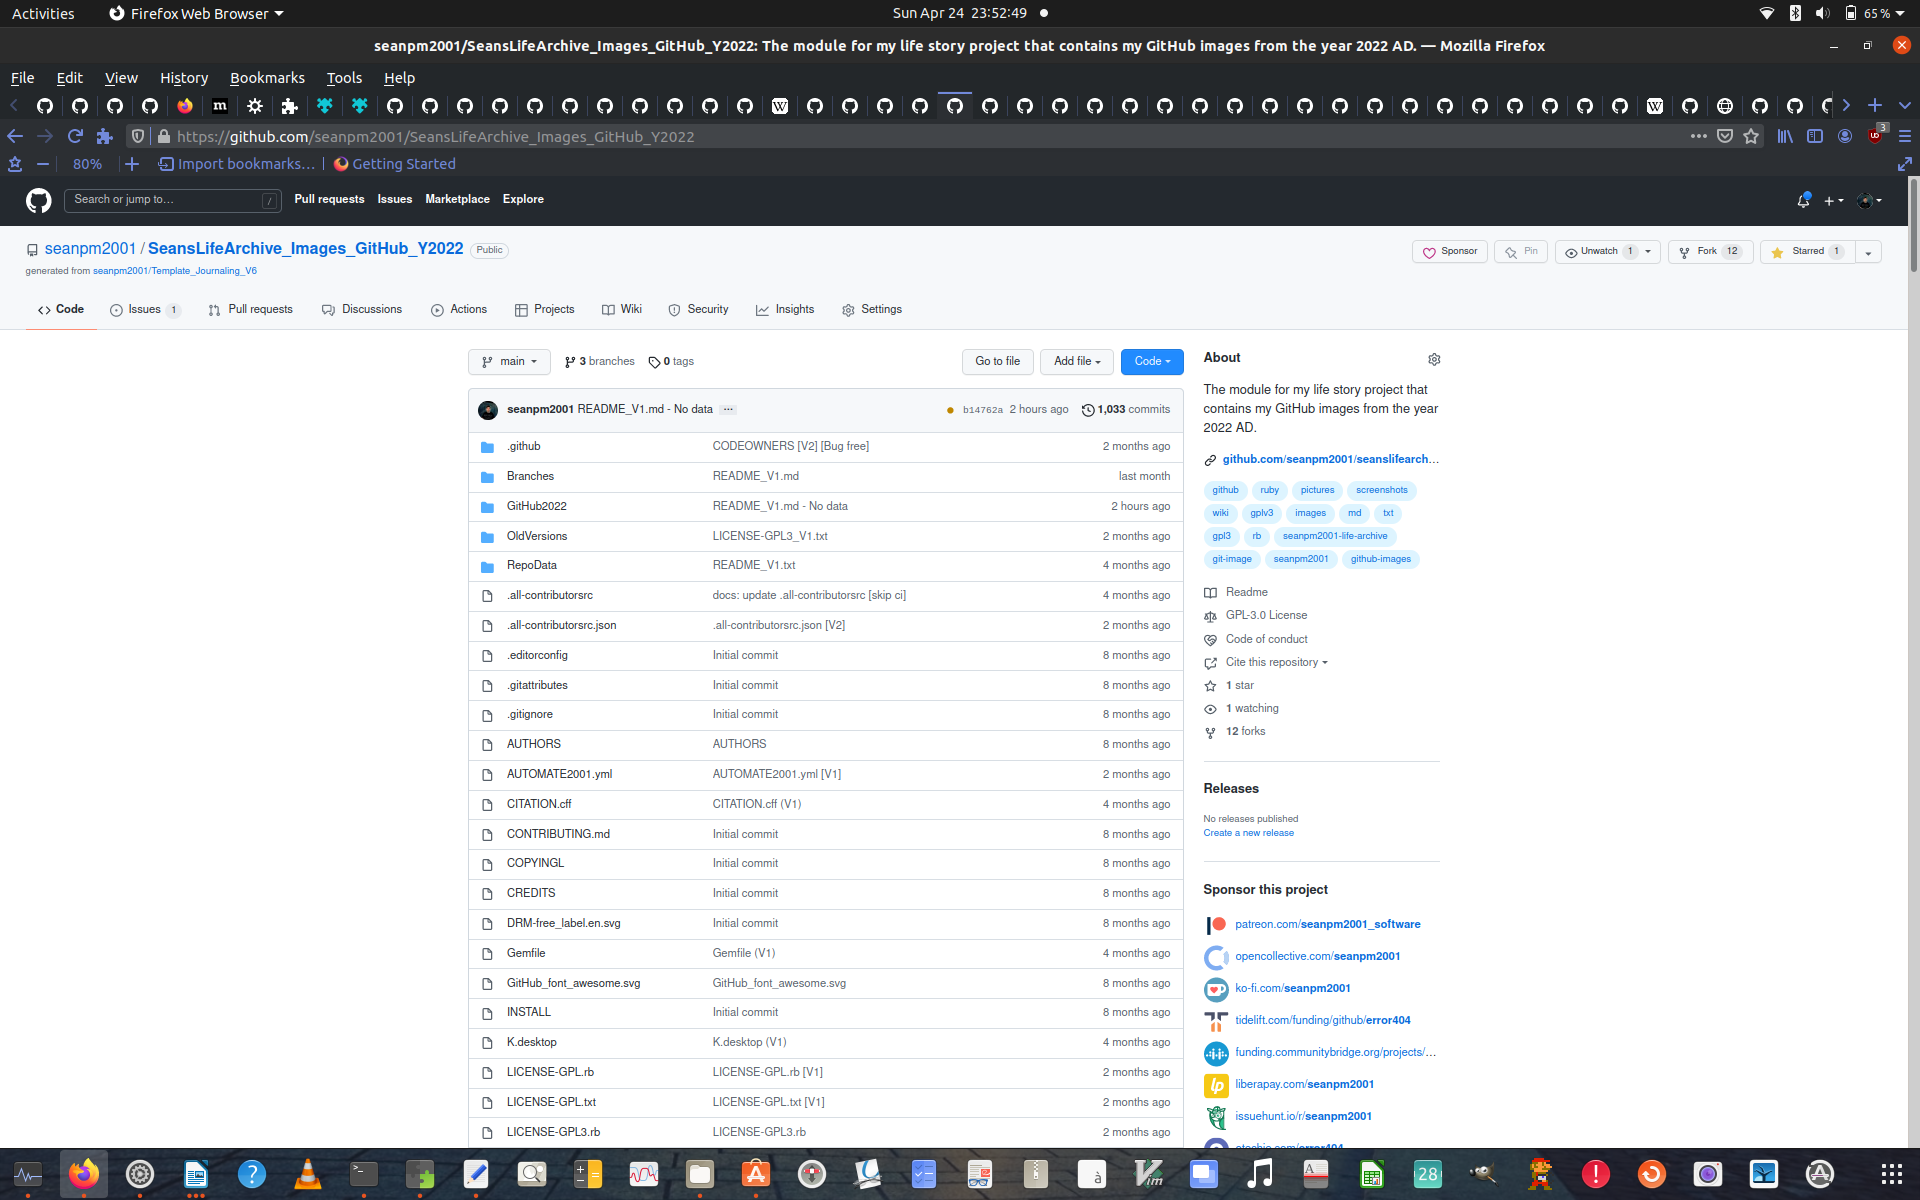 Activities Firefox Web Browser Sun Apr 24 23:52:49 65%
seanpm2001/SeansLifeArchive_Images_GitHub_Y2022: The module for my life story project that contains my GitHub images from the year 2022 AD. — Mozilla Firefox
File Edit View History Bookmarks Tools Help
https://github.com/seanpm2001/SeansLifeArchive_Images_GitHub_Y2022 3
80% Import bookmarks... Getting Started
Search or jump to... / Pull requests Issues Marketplace Explore
seanpm2001 / SeansLifeArchive_Images_GitHub_Y2022 Public Sponsor Pin Unwatch 1 Fork 12 Starred 1
generated from seanpm2001/Template_Journaling_V6
Code Issues 1 Pull requests Discussions Actions Projects Wiki Security Insights Settings
main 3 branches 0 tags Go to file Add file Code
seanpm2001 README_V1.md - No data ... b14762a 2 hours ago 1,033 commits
.github CODEOWNERS [V2] [Bug free] 2 months ago
Branches README_V1.md last month
GitHub2022 README_V1.md - No data 2 hours ago
OldVersions LICENSE-GPL3_V1.txt 2 months ago
RepoData README_V1.txt 4 months ago
.all-contributorsrc docs: update .all-contributorsrc [skip ci] 4 months ago
.all-contributorsrc.json .all-contributorsrc.json [V2] 2 months ago
.editorconfig Initial commit 8 months ago
.gitattributes Initial commit 8 months ago
.gitignore Initial commit 8 months ago
AUTHORS AUTHORS 8 months ago
AUTOMATE2001.yml AUTOMATE2001.yml [V1] 2 months ago
CITATION.cff CITATION.cff (V1) 4 months ago
CONTRIBUTING.md Initial commit 8 months ago
COPYINGL Initial commit 8 months ago
CREDITS Initial commit 8 months ago
DRM-free_label.en.svg Initial commit 8 months ago
Gemfile Gemfile (V1) 4 months ago
GitHub_font_awesome.svg GitHub_font_awesome.svg 8 months ago
INSTALL Initial commit 8 months ago
K.desktop K.desktop (V1) 4 months ago
LICENSE-GPL.rb LICENSE-GPL.rb [V1] 2 months ago
LICENSE-GPL.txt LICENSE-GPL.txt [V1] 2 months ago
LICENSE-GPL3.rb LICENSE-GPL3.rb 2 months ago
About
The module for my life story project that
contains my GitHub images from the year
2022 AD.
github.com/seanpm2001/seanslifearch...
github ruby pictures screenshots
wiki gplv3 images md txt
gpl3 rb seanpm2001-life-archive
git-image seanpm2001 github-images
Readme
GPL-3.0 License
Code of conduct
Cite this repository
1 star
1 watching
12 forks
Releases
No releases published
Create a new release
Sponsor this project
patreon.com/seanpm2001_software
opencollective.com/seanpm2001
ko-fi.com/seanpm2001
tidelift.com/funding/github/error404
funding.communitybridge.org/projects/...
liberapay.com/seanpm2001
issuehunt.io/r/seanpm2001
28